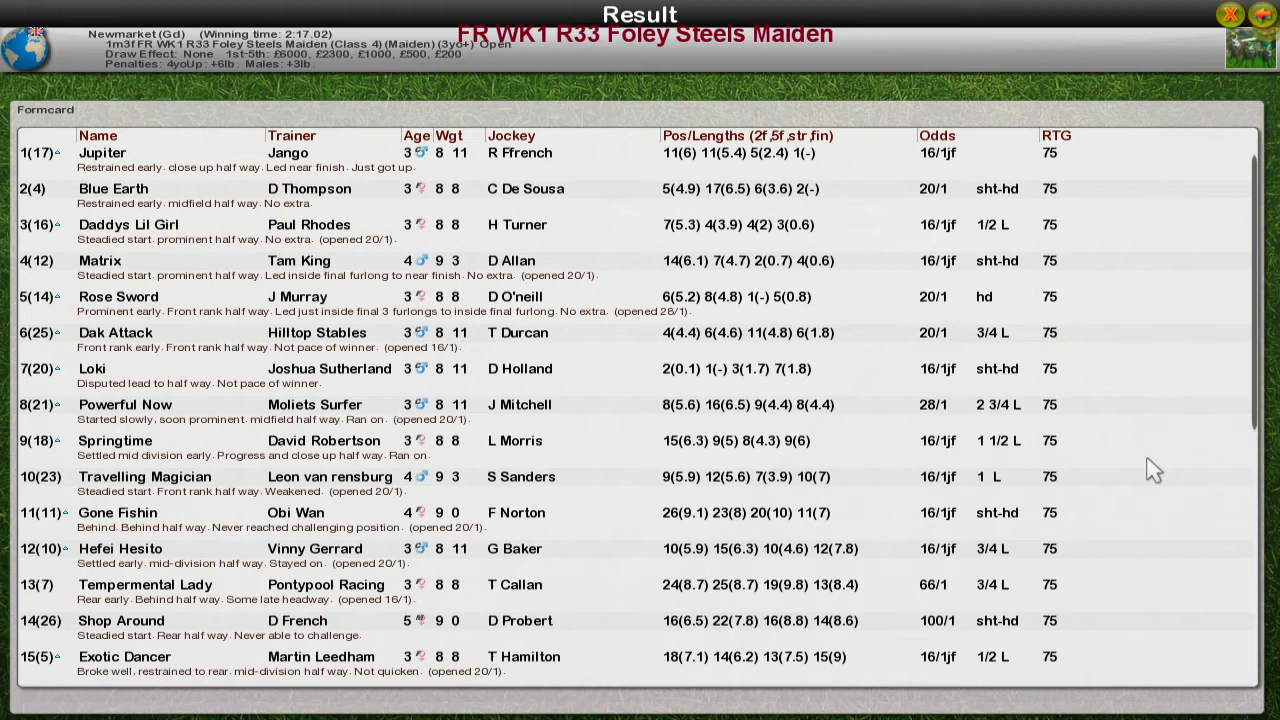 Result
FR WK1 R33 Foley Steels Maiden
Newmarket(Gd) (Winning time: 2:17.02)
1m3f FR WK1 R33 Foley Steels Maiden (Class 4) (Maiden) (3yo+) Open
Draw Effect: None 1st-5th: £6000, £2300, £1000, £500, £200
Penalties: 4yoUp: +6lb. Males: +3lb.
Formcard
Name Trainer Age Wgt Jockey Pos/Lengths (2f,5f,str,fin) Odds RTG
1(17) Jupiter Jango 3 8 11 R Ffrench 11(6) 11(5.4) 5(2.4) 1(-) 16/1jf 75
Restrained early. close up half way. Led near finish. Just got up.
2(4) Blue Earth D Thompson 3 8 8 C De Sousa 5(4.9) 17(6.5) 6(3.6) 2(-) 20/1 sht-hd 75
Restrained early. midfield half way. No extra.
3(16) Daddys Lil Girl Paul Rhodes 3 8 8 H Turner 7(5.3) 4(3.9) 4(2) 3(0.6) 16/1jf 1/2 L 75
Steadied start. prominent half way. No extra. (opened 20/1).
4(12) Matrix Tam King 4 9 3 D Allan 14(6.1) 7(4.7) 2(0.7) 4(0.6) 16/1jf sht-hd 75
Steadied start. prominent half way. Led inside final furlong to near finish. No extra. (opened 20/1).
5(14) Rose Sword J Murray 3 8 8 D O'neill 6(5.2) 8(4.8) 1(-) 5(0.8) 20/1 hd 75
Prominent early. Front rank half way. Led just inside final 3 furlongs to inside final furlong. No extra. (opened 28/1).
6(25) Dak Attack Hilltop Stables 3 8 11 T Durcan 4(4.4) 6(4.6) 11(4.8) 6(1.8) 20/1 3/4 L 75
Front rank early. Front rank half way. Not pace of winner. (opened 16/1).
7(20) Loki Joshua Sutherland 3 8 11 D Holland 2(0.1) 1(-) 3(1.7) 7(1.8) 16/1jf sht-hd 75
Disputed lead to half way. Not pace of winner.
8(21) Powerful Now Moliets Surfer 3 8 11 J Mitchell 8(5.6) 16(6.5) 9(4.4) 8(4.4) 28/1 2 3/4 L 75
Started slowly, soon prominent. midfield half way. Ran on. (opened 20/1).
9(18) Springtime David Robertson 3 8 8 L Morris 15(6.3) 9(5) 8(4.3) 9(6) 16/1jf 1 1/2 L 75
Settled mid division early. Progress and close up half way. Ran on.
10(23) Travelling Magician Leon van rensburg 4 9 3 S Sanders 9(5.9) 12(5.6) 7(3.9) 10(7) 16/1jf 1 L 75
Steadied start. Front rank half way. Weakened. (opened 20/1).
11(11) Gone Fishin Obi Wan 4 9 0 F Norton 26(9.1) 23(8) 20(10) 11(7) 16/1jf sht-hd 75
Behind. Behind half way. Never reached challenging position. (opened 20/1).
12(10) Hefei Hesito Vinny Gerrard 3 8 11 G Baker 10(5.9) 15(6.3) 10(4.6) 12(7.8) 16/1jf 3/4 L 75
Settled early. mid-division half way. Stayed on. (opened 20/1).
13(7) Tempermental Lady Pontypool Racing 3 8 8 T Callan 24(8.7) 25(8.7) 19(9.8) 13(8.4) 66/1 3/4 L 75
Rear early. Behind half way. Some late headway. (opened 16/1).
14(26) Shop Around D French 5 9 0 D Probert 16(6.5) 22(7.8) 16(8.8) 14(8.6) 100/1 sht-hd 75
Steadied start. Rear half way. Never able to challenge.
15(5) Exotic Dancer Martin Leedham 3 8 8 T Hamilton 18(7.1) 14(6.2) 13(7.5) 15(9) 16/1jf 1/2 L 75
Broke well, restrained to rear. mid-division half way. Not quicken. (opened 20/1).